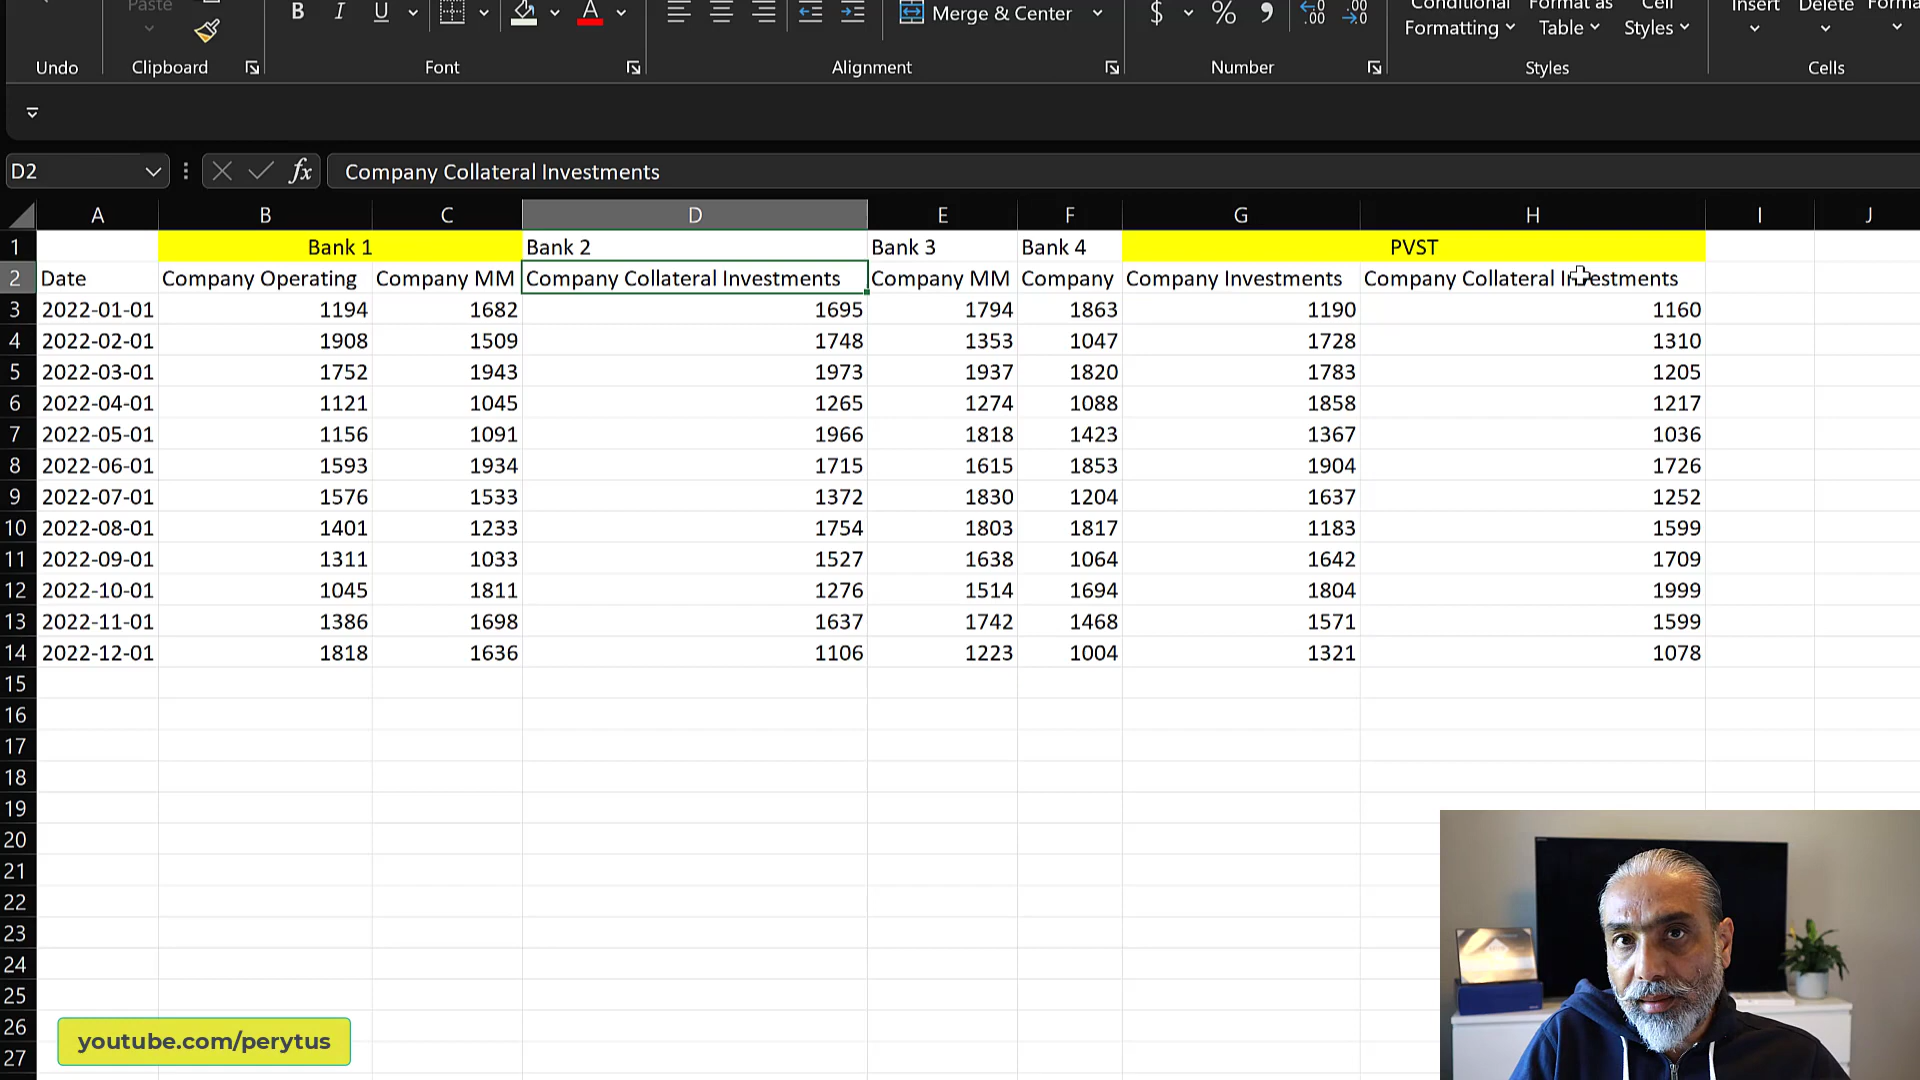 Paste
B I U A
Merge & Center
$ % 9 .00 .00
Conditional Formatting
Format as Table
Cell Styles
Insert Delete
Undo Clipboard Font Alignment Number Styles Cells
D2 fx Company Collateral Investments
A B C D E F G H I J
1 Bank 1 Bank 2 Bank 3 Bank 4 PVST
2 Date Company Operating Company MM Company Collateral Investments Company MM Company Company Investments Company Collateral Investments
3 2022-01-01 1194 1682 1695 1794 1863 1190 1160
4 2022-02-01 1908 1509 1748 1353 1047 1728 1310
5 2022-03-01 1752 1943 1973 1937 1820 1783 1205
6 2022-04-01 1121 1045 1265 1274 1088 1858 1217
7 2022-05-01 1156 1091 1966 1818 1423 1367 1036
8 2022-06-01 1593 1934 1715 1615 1853 1904 1726
9 2022-07-01 1576 1533 1372 1830 1204 1637 1252
10 2022-08-01 1401 1233 1754 1803 1817 1183 1599
11 2022-09-01 1311 1033 1527 1638 1064 1642 1709
12 2022-10-01 1045 1811 1276 1514 1694 1804 1999
13 2022-11-01 1386 1698 1637 1742 1468 1571 1599
14 2022-12-01 1818 1636 1106 1223 1004 1321 1078
15
16
17
18
19
20
21
22
23
24
25
26
27
youtube.com/perytus